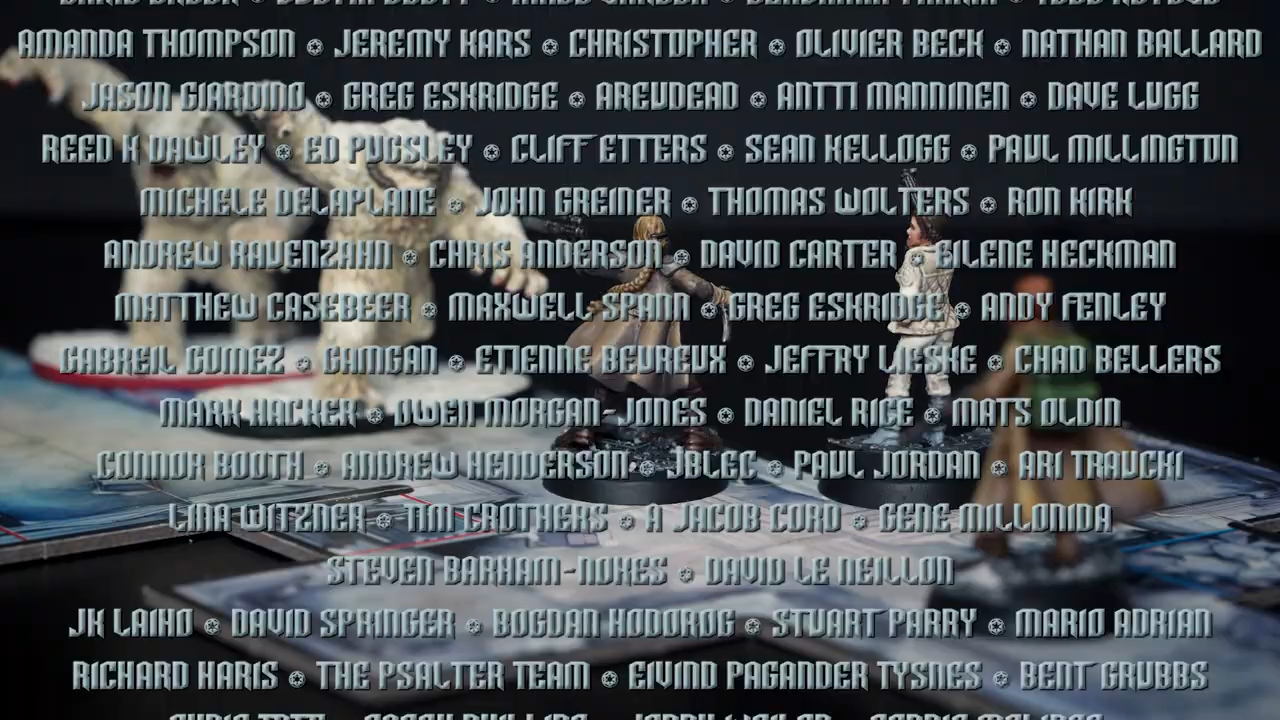 AMANDA THOMPSON ❂ JEREMY KARS ❂ CHRISTOPHER ❂ OLIVIER BECK ❂ NATHAN BALLARD
JASON GIARDINO ❂ GREG ESKRIDGE ❂ AREVDEAD ❂ ANTTI MANNINEN ❂ DAVE LUGG
REED K DAWLEY ❂ ED PUGSLEY ❂ CLIFF ETTERS ❂ SEAN KELLOGG ❂ PAUL MILLINGTON
MICHELE DELAPLANE ❂ JOHN GREINER ❂ THOMAS WOLTERS ❂ RON KIRK
ANDREW RAVENZAHN ❂ CHRIS ANDERSON ❂ DAVID CARTER ❂ EILENE HECKMAN
MATTHEW CASEBEER ❂ MAXWELL SPANN ❂ GREG ESKRIDGE ❂ ANDY FENLEY
GABREIL GOMEZ ❂ GAMGAN ❂ ETIENNE BEUREUX ❂ JEFFRY LIESKE ❂ CHAD BELLERS
MARK HACKER ❂ OWEN MORGAN-JONES ❂ DANIEL RICE ❂ MATS OLDIN
CONNOR BOOTH ❂ ANDREW HENDERSON ❂ JBLEC ❂ PAUL JORDAN ❂ ARI TRAUCKI
LINA WITZNER ❂ TIM CROTHERS ❂ A JACOB CORD ❂ GENE MILLONIDA
STEVEN BARHAM-NOKES ❂ DAVID LE NEILLON
JK LAIHO ❂ DAVID SPRINGER ❂ BOGDAN HODOROG ❂ STUART PARRY ❂ MARIO ADRIAN
RICHARD HARIS ❂ THE PSALTER TEAM ❂ EIVIND PAGANDER TYSNES ❂ BENT GRUBBS